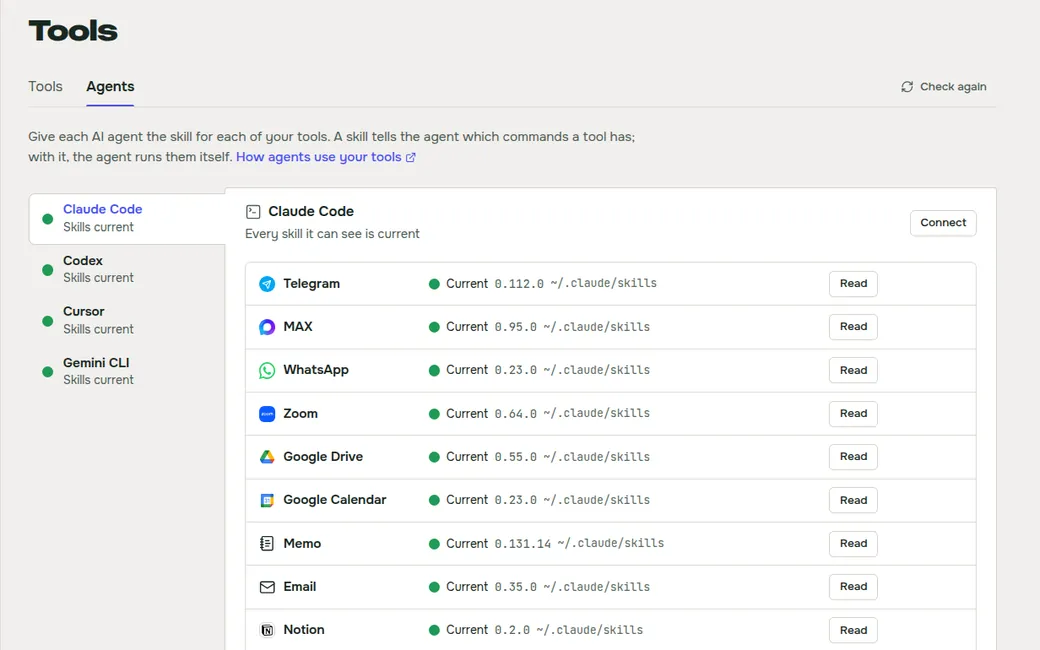 Tools
Tools Agents Check again
Give each AI agent the skill for each of your tools. A skill tells the agent which commands a tool has;
with it, the agent runs them itself. How agents use your tools
Claude Code
Skills current
Codex
Skills current
Cursor
Skills current
Gemini CLI
Skills current
Claude Code
Every skill it can see is current
Connect
Telegram Current 0.112.0 ~/.claude/skills Read
MAX Current 0.95.0 ~/.claude/skills Read
WhatsApp Current 0.23.0 ~/.claude/skills Read
Zoom Current 0.64.0 ~/.claude/skills Read
Google Drive Current 0.55.0 ~/.claude/skills Read
Google Calendar Current 0.23.0 ~/.claude/skills Read
Memo Current 0.131.14 ~/.claude/skills Read
Email Current 0.35.0 ~/.claude/skills Read
Notion Current 0.2.0 ~/.claude/skills Read